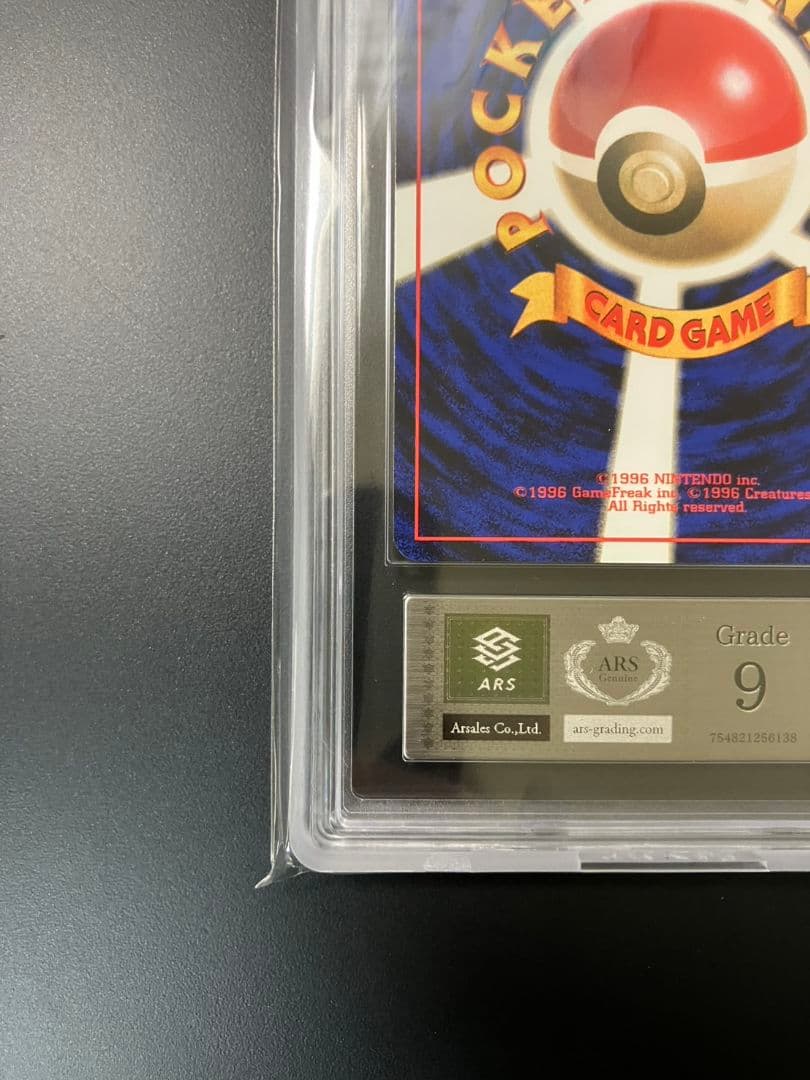 POCKE
CARD GAME
©1996 NINTENDO inc.
©1996 GameFreak inc. ©1996 Creatures
All Rights reserved.
ARS
ARS
Genuine
Grade
9
Arsales Co.,Ltd.
ars-grading.com
754821256138